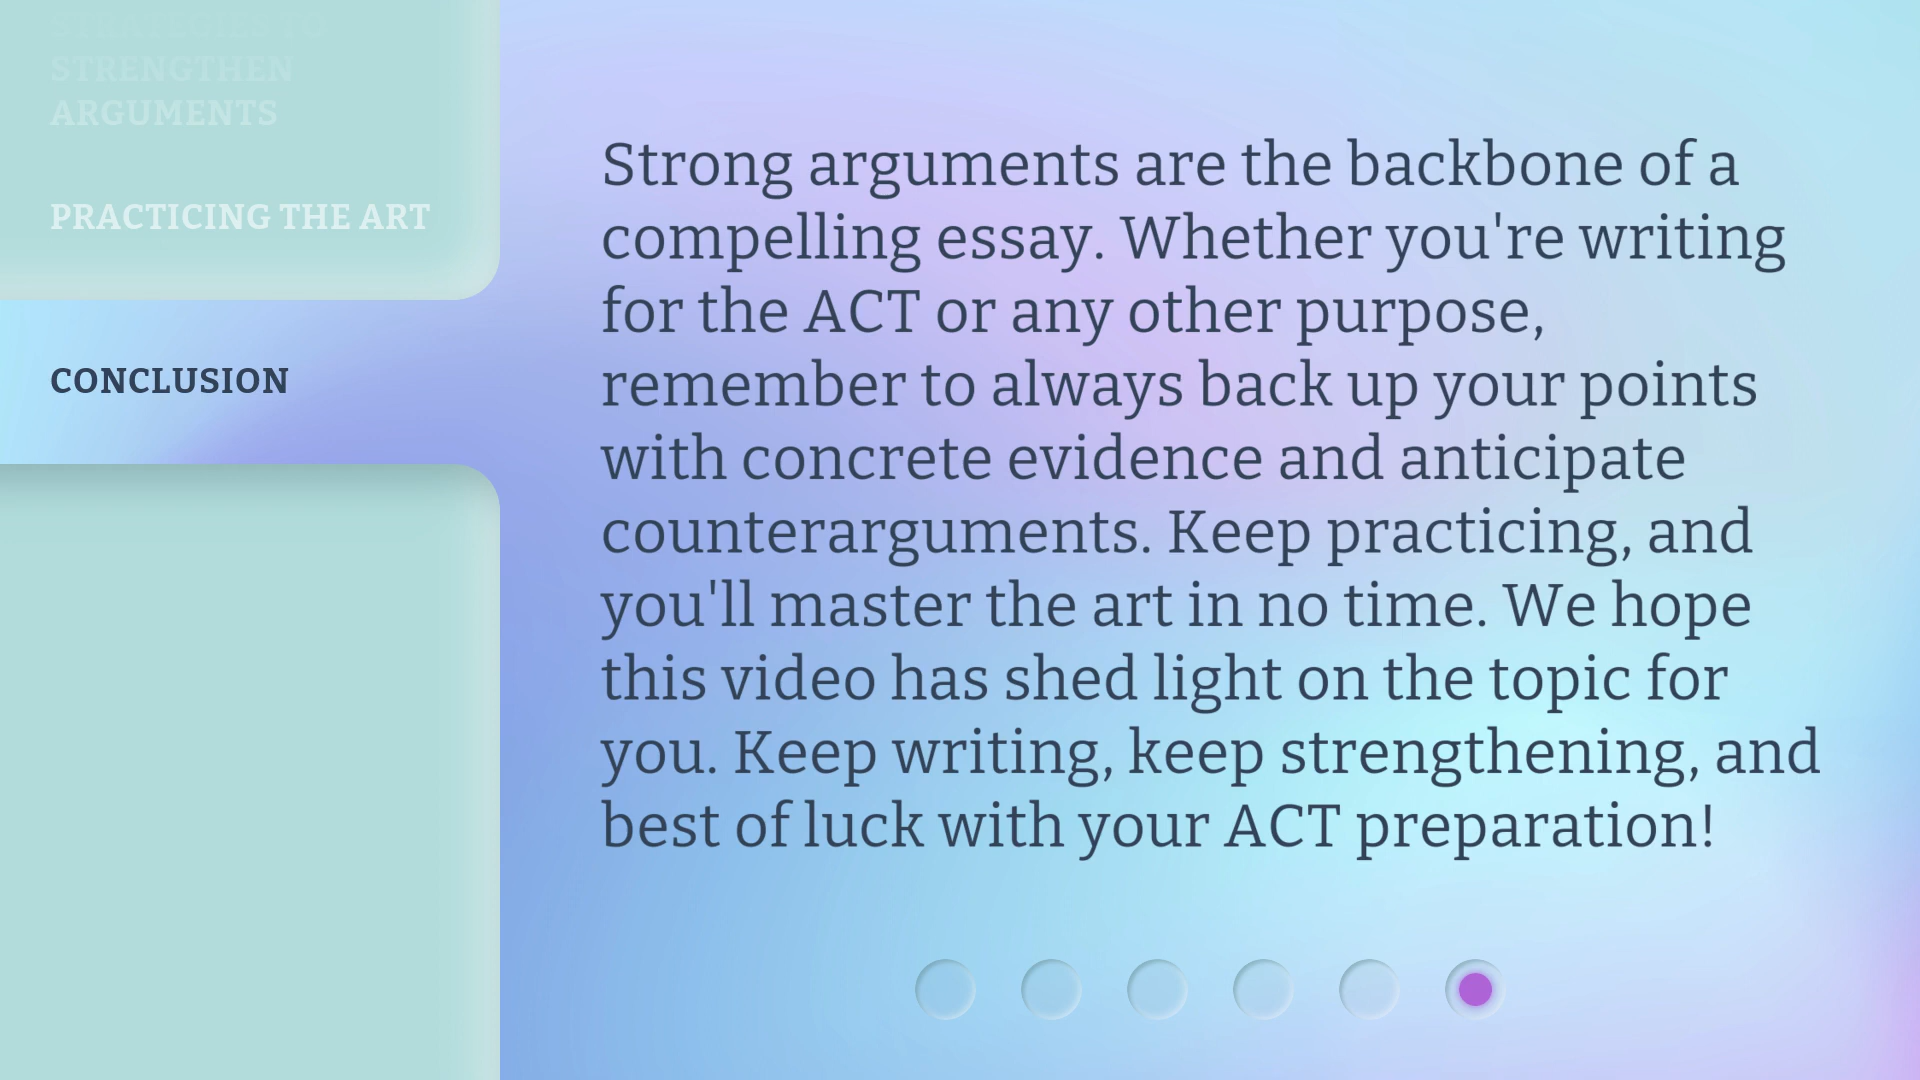 STRATEGIES TO
STRENGTHEN
ARGUMENTS
PRACTICING THE ART
CONCLUSION
Strong arguments are the backbone of a
compelling essay. Whether you're writing
for the ACT or any other purpose,
remember to always back up your points
with concrete evidence and anticipate
counterarguments. Keep practicing, and
you'll master the art in no time. We hope
this video has shed light on the topic for
you. Keep writing, keep strengthening, and
best of luck with your ACT preparation!